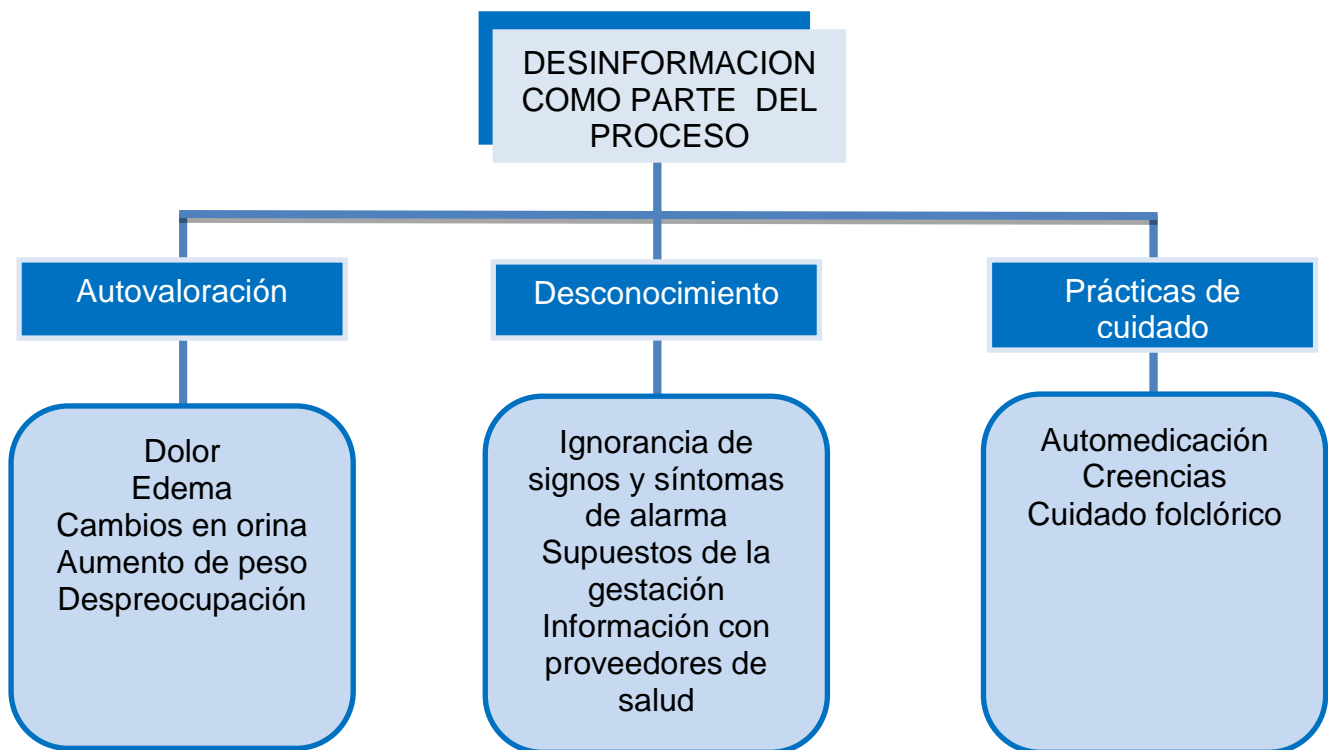 DESINFORMACION
COMO PARTE DEL
PROCESO
Autovaloración
Dolor
Edema
Cambios en orina
Aumento de peso
Despreocupación
Desconocimiento
Ignorancia de
signos y síntomas
de alarma
Supuestos de la
gestación
Información con
proveedores de
salud
Prácticas de
cuidado
Automedicación
Creencias
Cuidado folclórico